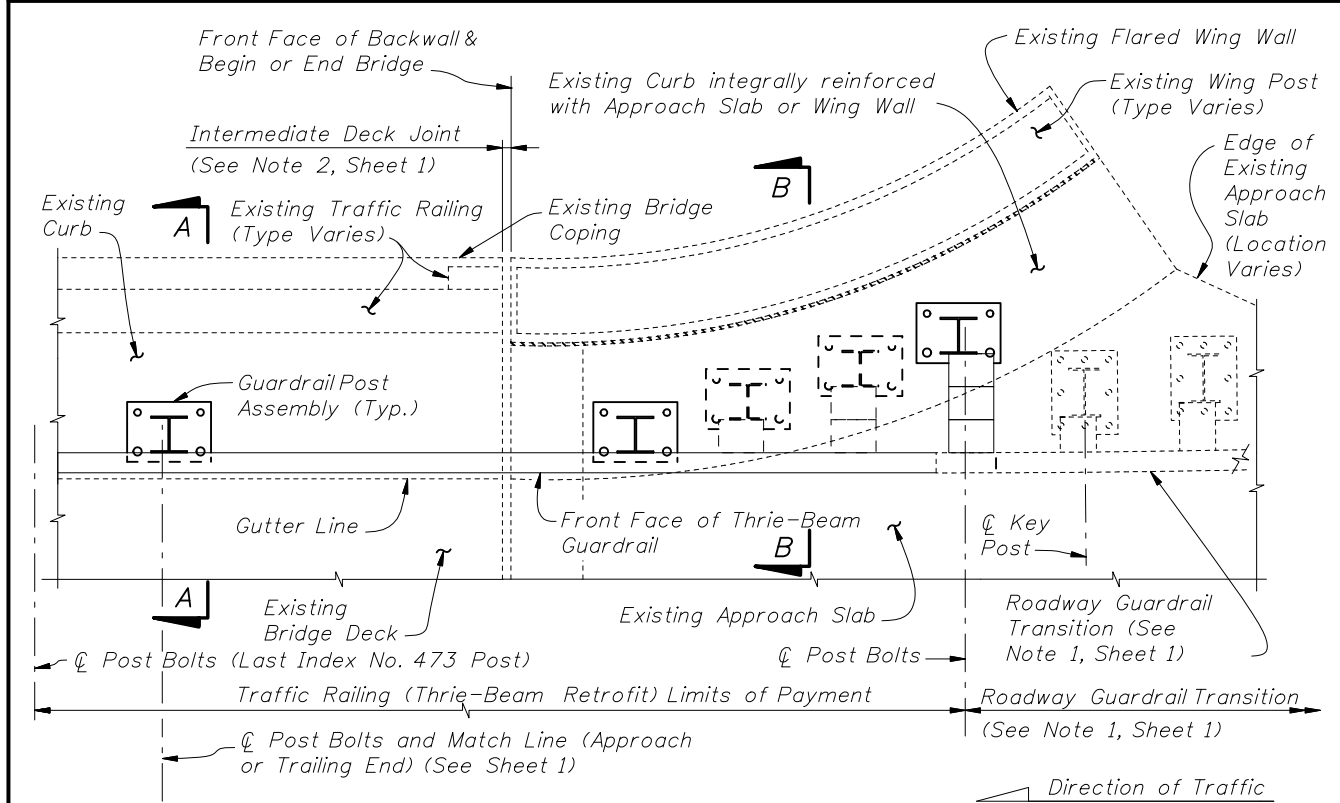 Front Face of Backwall &
Begin or End Bridge
Existing Flared Wing Wall
Existing Curb integrally reinforced
with Approach Slab or Wing Wall
Existing Wing Post
(Type Varies)
Intermediate Deck Joint
(See Note 2, Sheet 1)
Edge of
Existing
Approach
Slab
(Location
Varies)
Existing
Curb
A
Existing Traffic Railing
(Type Varies)
Existing Bridge
Coping
B
Guardrail Post
Assembly (Typ.)
Gutter Line
Front Face of Thrie-Beam
Guardrail
B
℄ Key
Post
A
Existing
Bridge Deck
Existing Approach Slab
Roadway Guardrail
Transition (See
Note 1, Sheet 1)
℄ Post Bolts (Last Index No. 473 Post)
℄ Post Bolts
Traffic Railing (Thrie-Beam Retrofit) Limits of Payment
Roadway Guardrail Transition
(See Note 1, Sheet 1)
℄ Post Bolts and Match Line (Approach
or Trailing End) (See Sheet 1)
Direction of Traffic